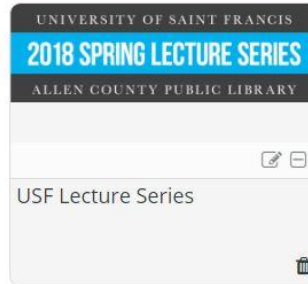 UNIVERSITY OF SAINT FRANCIS
2018 SPRING LECTURE SERIES
ALLEN COUNTY PUBLIC LIBRARY
USF Lecture Series